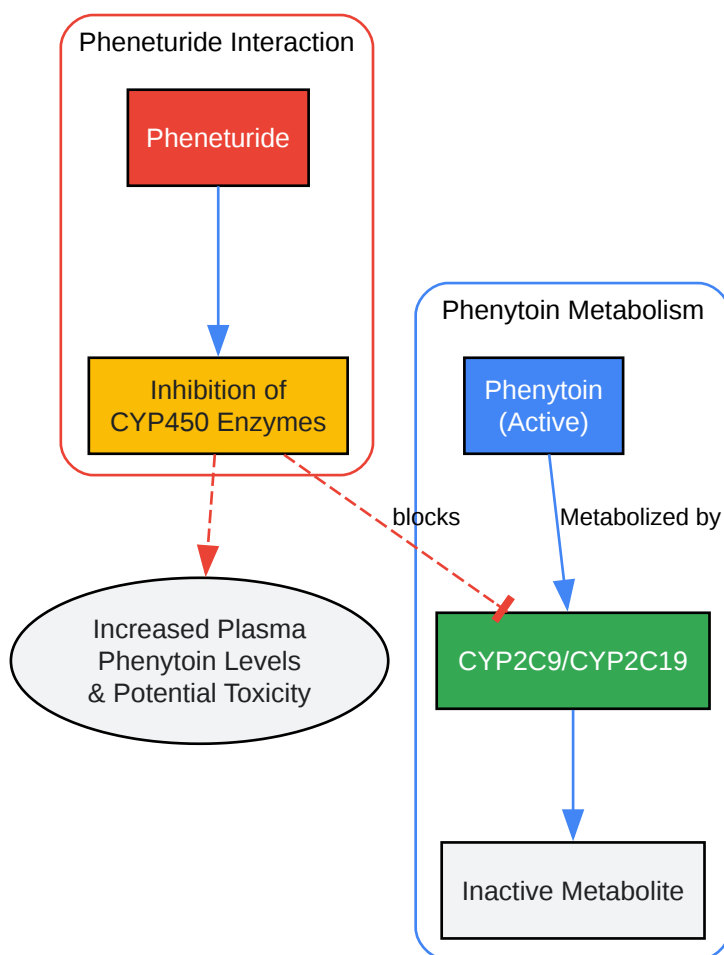 Pheneturide Interaction
Pheneturide
Inhibition of
CYP450 Enzymes
Phenytoin Metabolism
Phenytoin
(Active)
blocks
Metabolized by
Increased Plasma
Phenytoin Levels
& Potential Toxicity
CYP2C9/CYP2C19
Inactive Metabolite